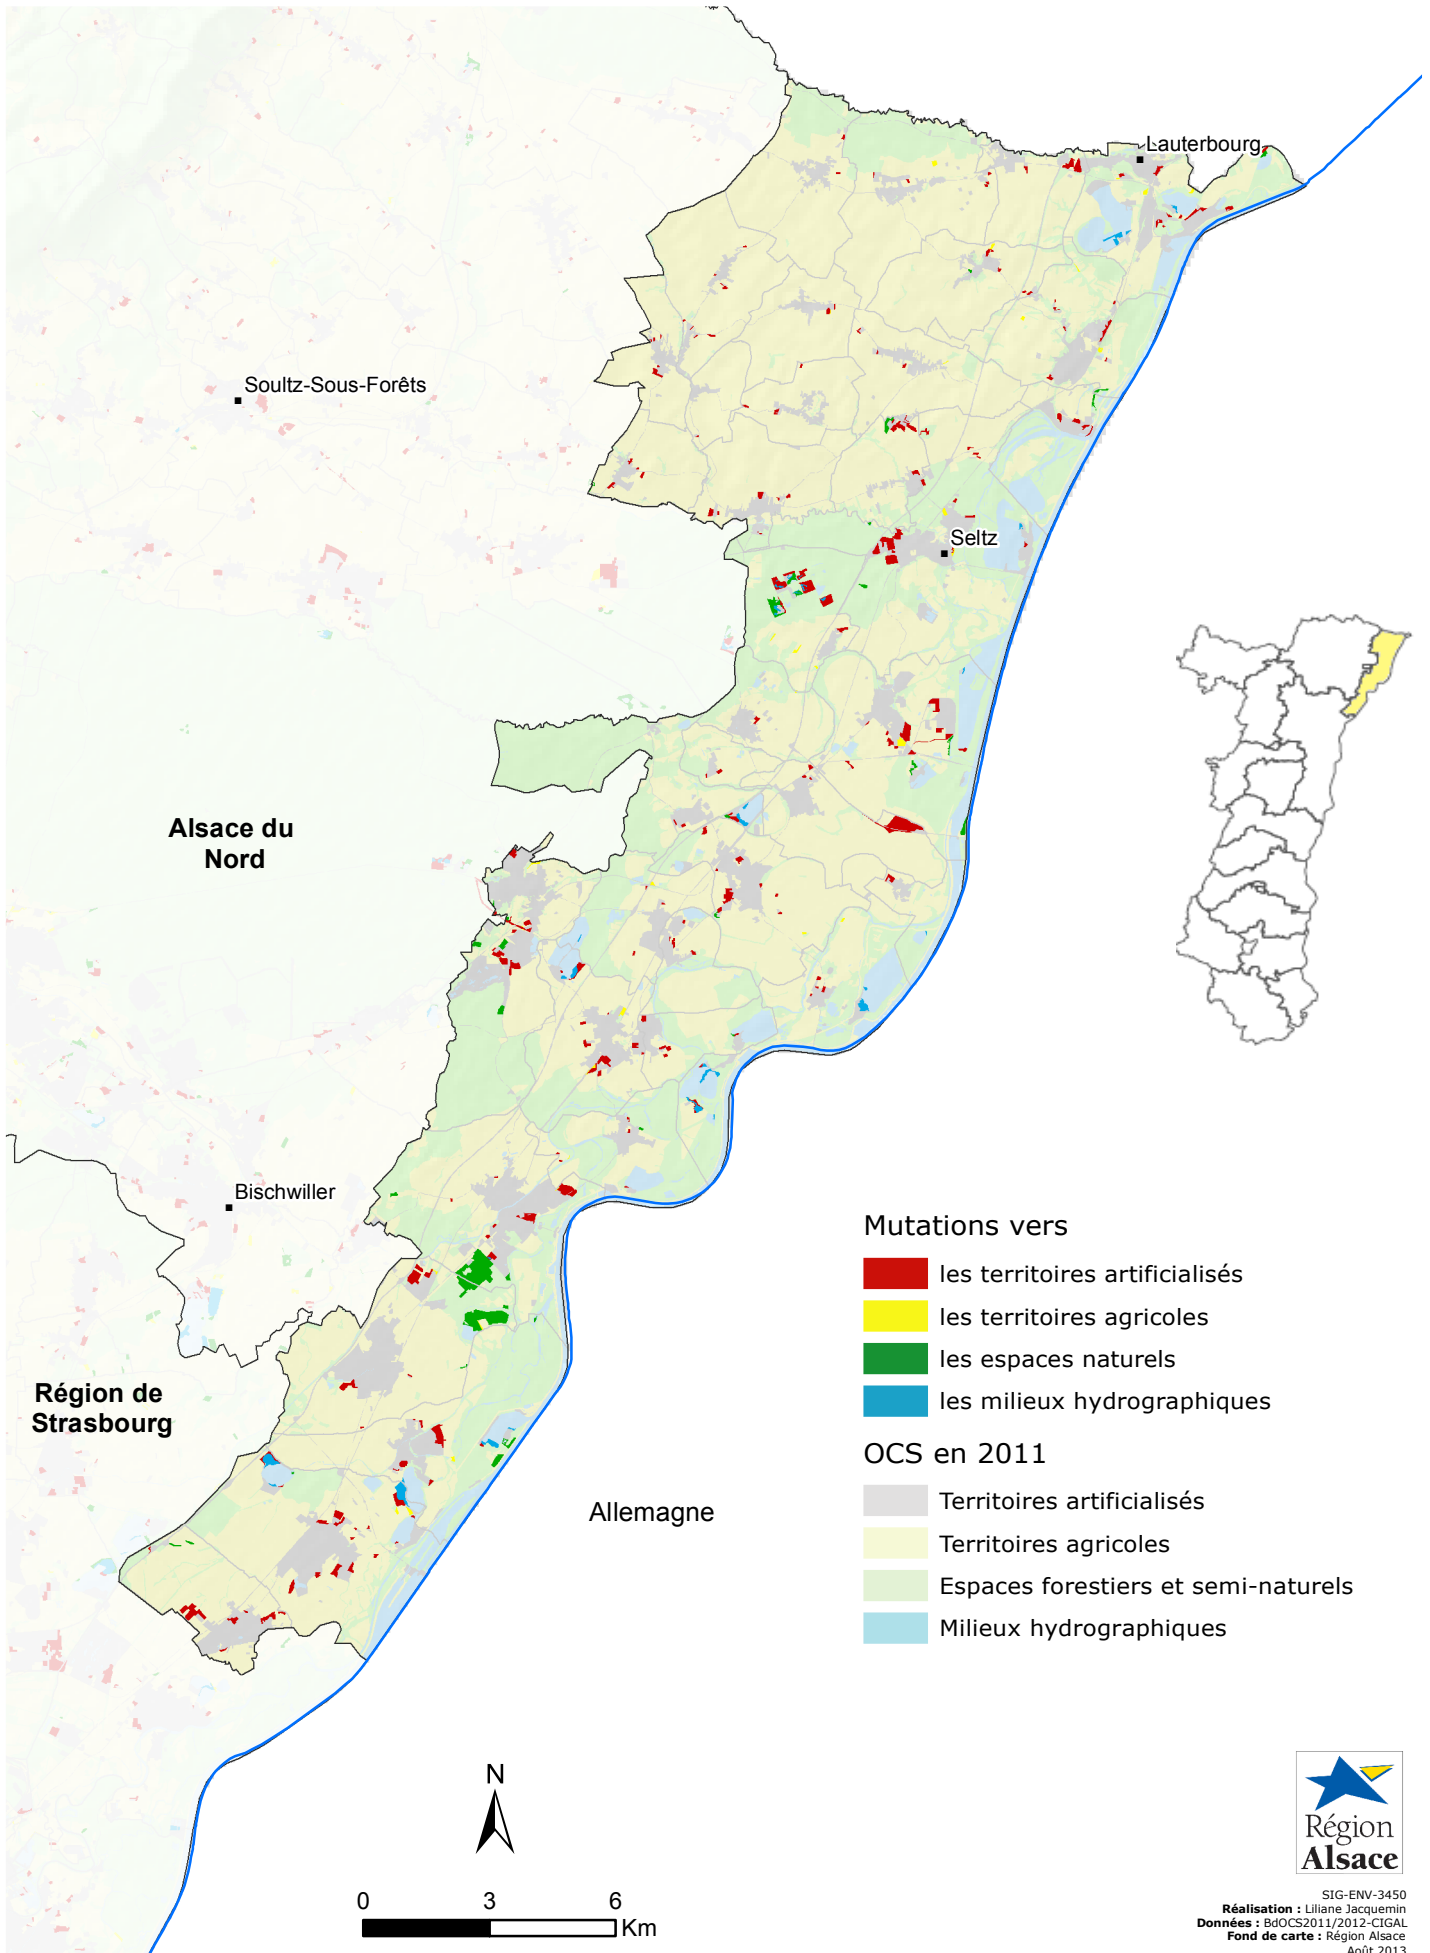 Lauterbourg
Soultz-Sous-Forêts
Seltz
Alsace du
Nord
Bischwiller
Région de
Strasbourg
Allemagne
Mutations vers
les territoires artificialisés
les territoires agricoles
les espaces naturels
les milieux hydrographiques
OCS en 2011
Territoires artificialisés
Territoires agricoles
Espaces forestiers et semi-naturels
Milieux hydrographiques
N
0 3 6
Km
Région
Alsace
SIG-ENV-3450
Réalisation : Liliane Jacquemin
Données : BdOCS2011/2012-CIGAL
Fond de carte : Région Alsace
Août 2013